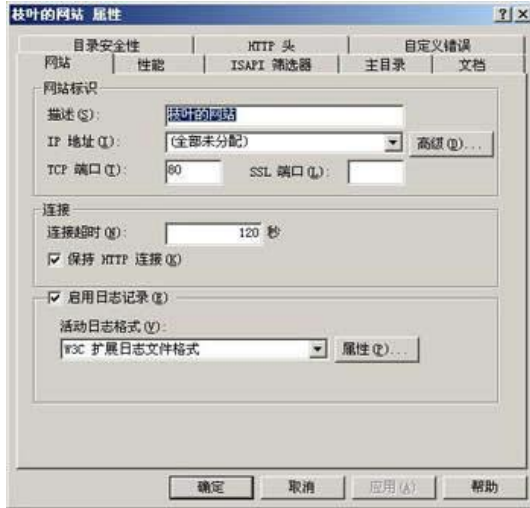 枝叶的网站 属性
目录安全性 HTTP 头 自定义错误
网站 性能 ISAPI 筛选器 主目录 文档
网站标识
描述(S): 枝叶的网站
IP 地址(I): (全部未分配) 高级(D)...
TCP 端口(T): 80 SSL 端口(L):
连接
连接超时(N): 120 秒
保持 HTTP 连接(K)
启用日志记录(E)
活动日志格式(V):
W3C 扩展日志文件格式 属性(P)...
确定 取消 应用(A) 帮助